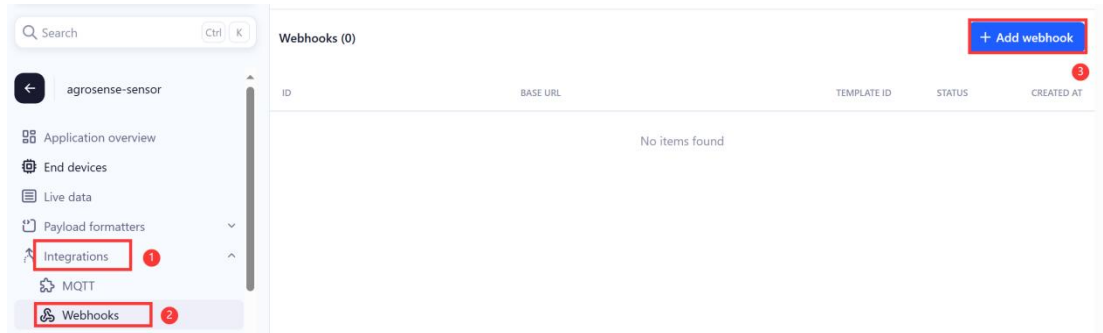 Search Ctrl K
agrosense-sensor
Application overview
End devices
Live data
Payload formatters
Integrations 1
MQTT
Webhooks 2
Webhooks (0)
+ Add webhook
3
ID BASE URL TEMPLATE ID STATUS CREATED AT
No items found